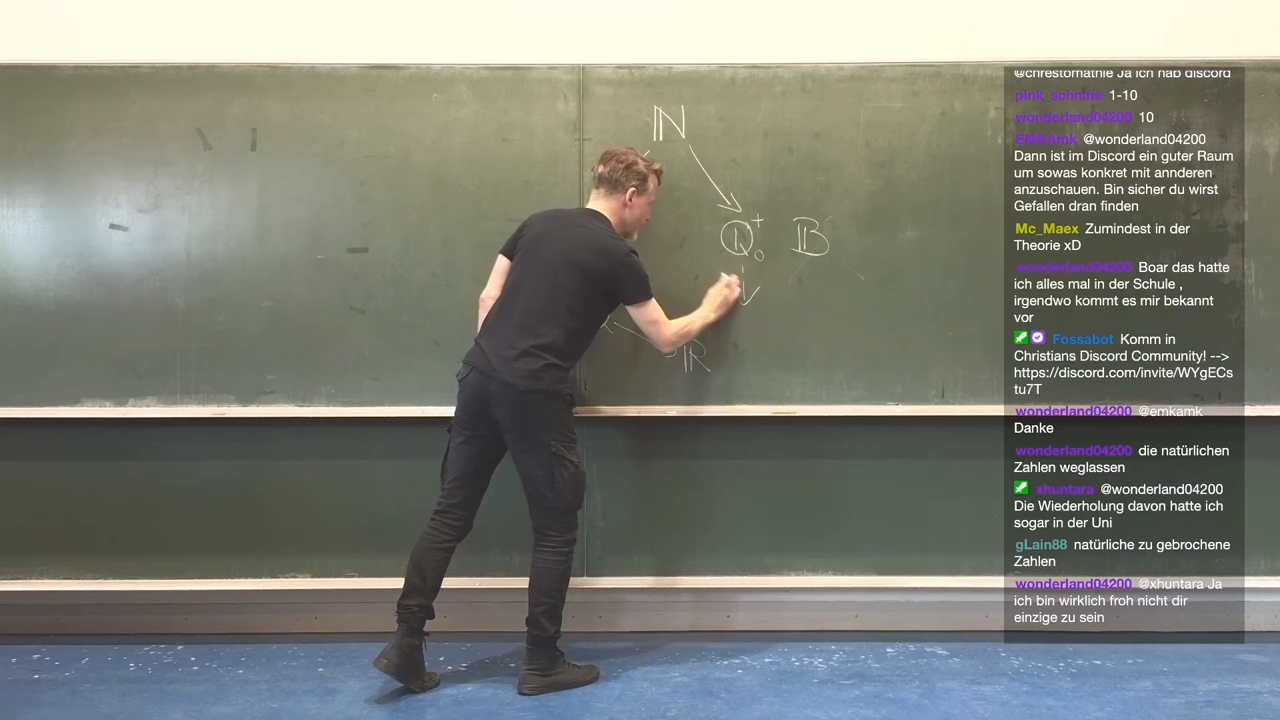 ℕ
ℚ⁺₀ 𝔹
ℝ
@chrestomathie Ja ich hab discord
pink_schnffie 1-10
wonderland04200 10
EMKAmk @wonderland04200
Dann ist im Discord ein guter Raum
um sowas konkret mit annderen
anzuschauen. Bin sicher du wirst
Gefallen dran finden
Mc_Maex Zumindest in der
Theorie xD
wonderland04200 Boar das hatte
ich alles mal in der Schule ,
irgendwo kommt es mir bekannt
vor
Fossabot Komm in
Christians Discord Community! -->
https://discord.com/invite/WYgECs
tu7T
wonderland04200 @emkamk
Danke
wonderland04200 die natürlichen
Zahlen weglassen
xhuntara @wonderland04200
Die Wiederholung davon hatte ich
sogar in der Uni
gLain88 natürliche zu gebrochene
Zahlen
wonderland04200 @xhuntara Ja
ich bin wirklich froh nicht dir
einzige zu sein